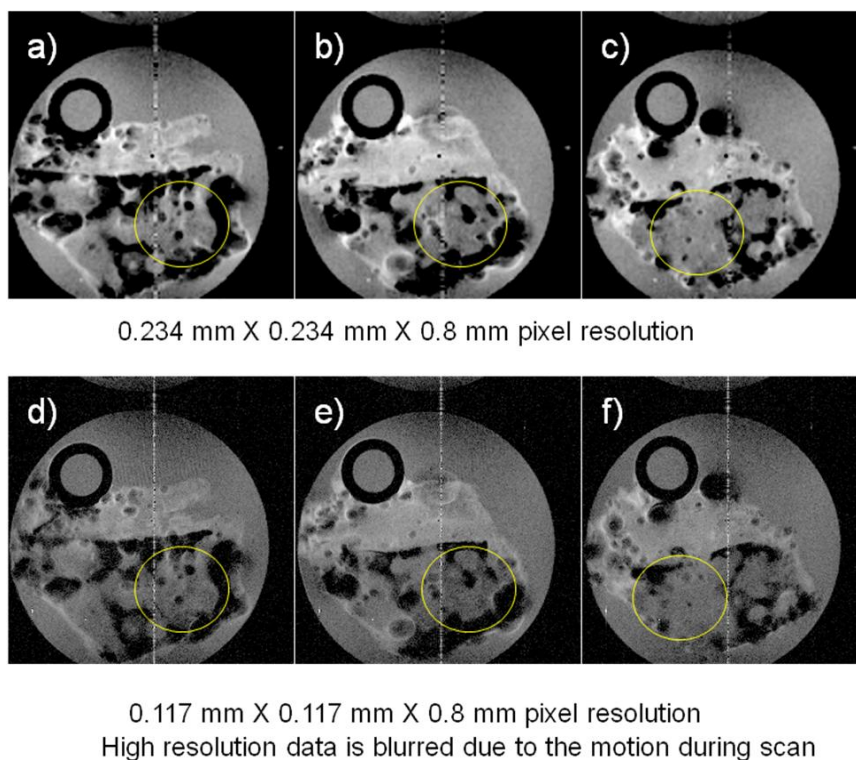 a) b) c)
0.234 mm X 0.234 mm X 0.8 mm pixel resolution
d) e) f)
0.117 mm X 0.117 mm X 0.8 mm pixel resolution
High resolution data is blurred due to the motion during scan